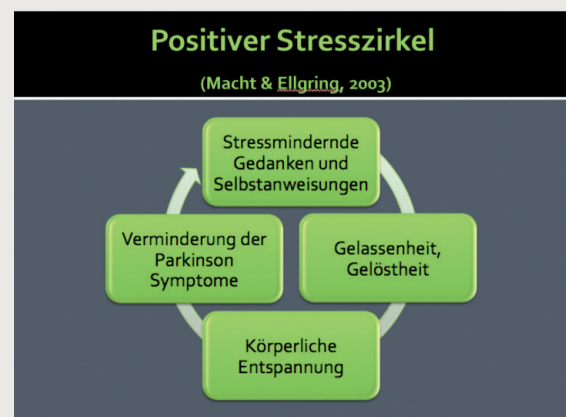 Positiver Stresszirkel
(Macht & Ellgring, 2003)
Stressmindernde
Gedanken und
Selbstanweisungen
Verminderung der
Parkinson
Symptome
Gelassenheit,
Gelöstheit
Körperliche
Entspannung